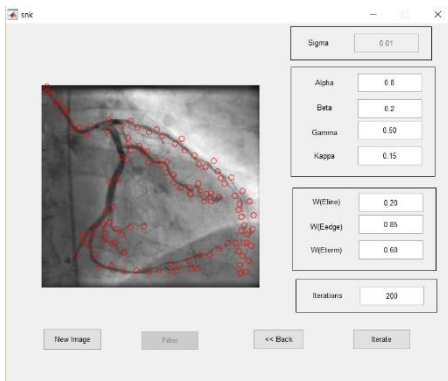 snk
Sigma 0.01
Alpha 0.8
Beta 0.2
Gamma 0.50
Kappa 0.15
W(Eline) 0.20
W(Eedge) 0.85
W(Eterm) 0.60
Iterations 200
New Image Filter << Back Iterate